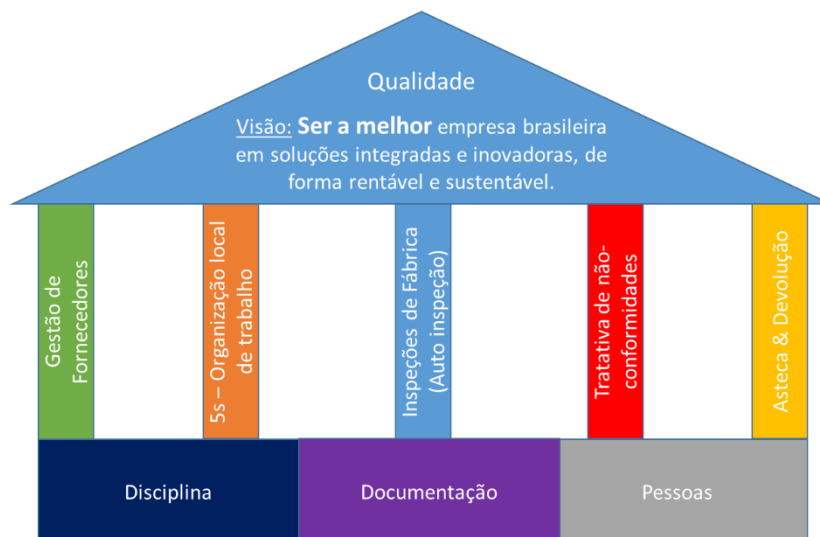 Qualidade
Visão: Ser a melhor empresa brasileira
em soluções integradas e inovadoras, de
forma rentável e sustentável.
Gestão de
Fornecedores
5s – Organização local
de trabalho
Inspeções de Fábrica
(Auto inspeção)
Tratativa de não-
conformidades
Asteca & Devolução
Disciplina
Documentação
Pessoas